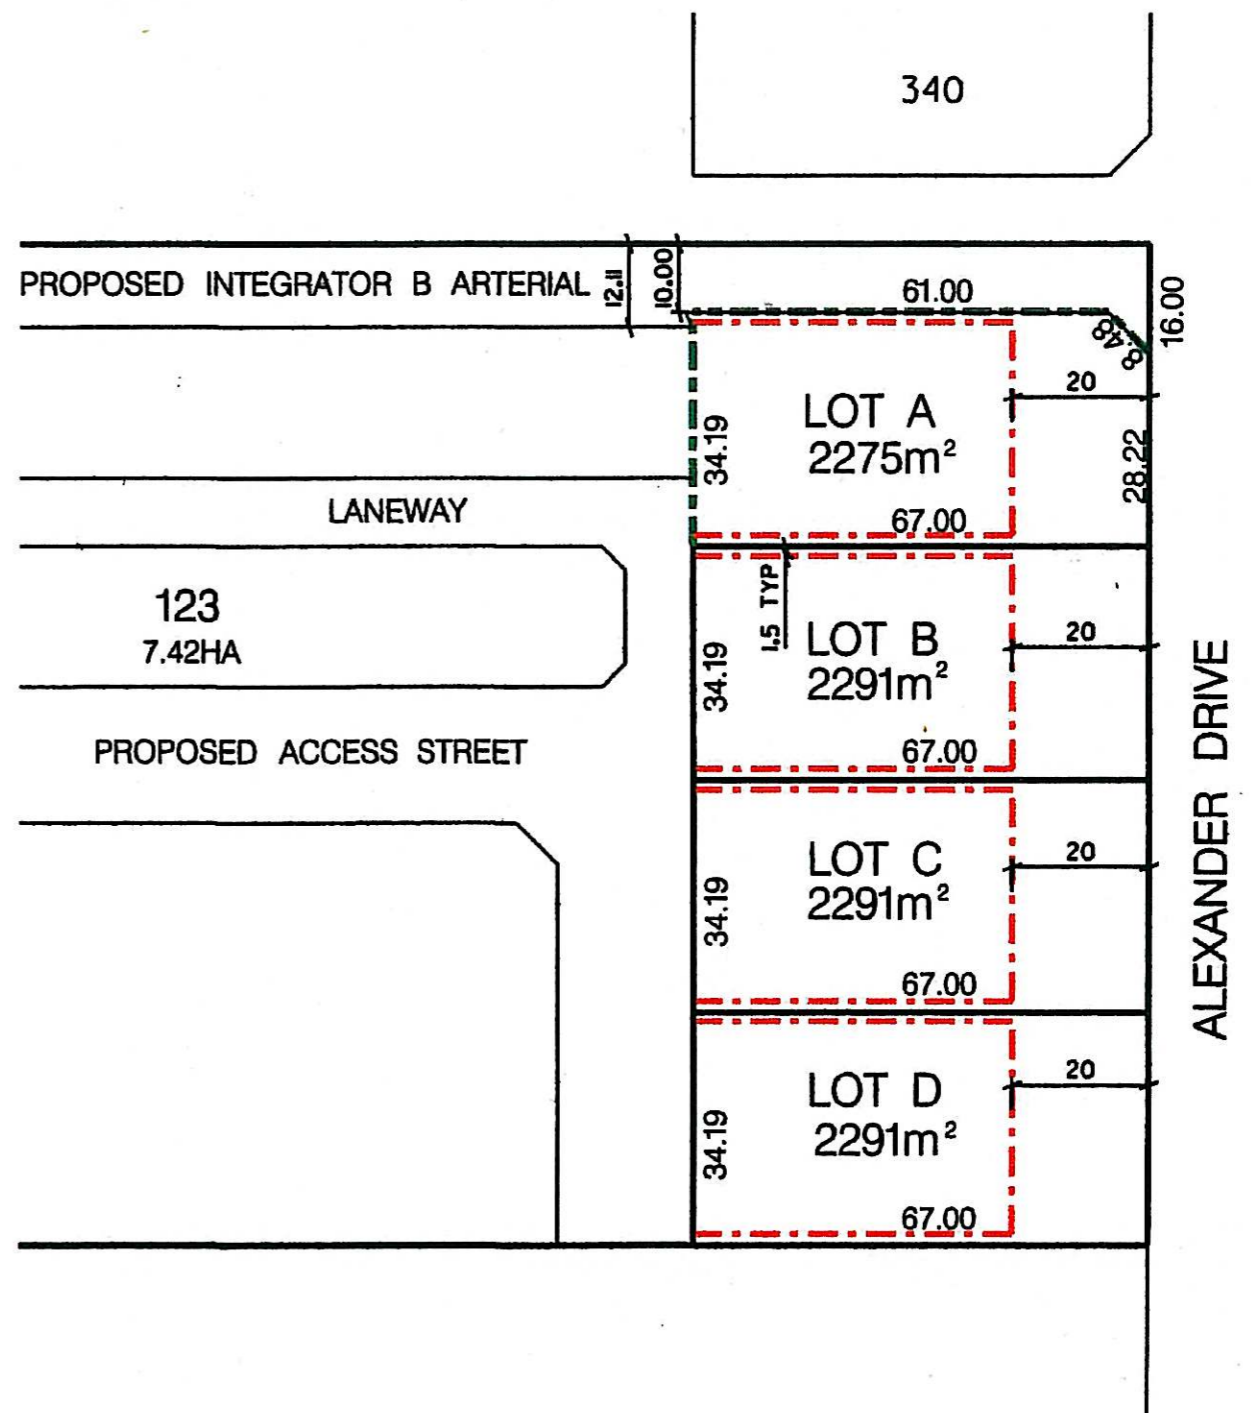 340
PROPOSED INTEGRATOR B ARTERIAL
12.11
10.00
61.00
16.00
8.48
20
LOT A
2275m²
34.19
28.22
67.00
LANEWAY
123
7.42HA
1.5 TYP
LOT B
2291m²
20
34.19
67.00
PROPOSED ACCESS STREET
ALEXANDER DRIVE
LOT C
2291m²
20
34.19
67.00
LOT D
2291m²
20
34.19
67.00